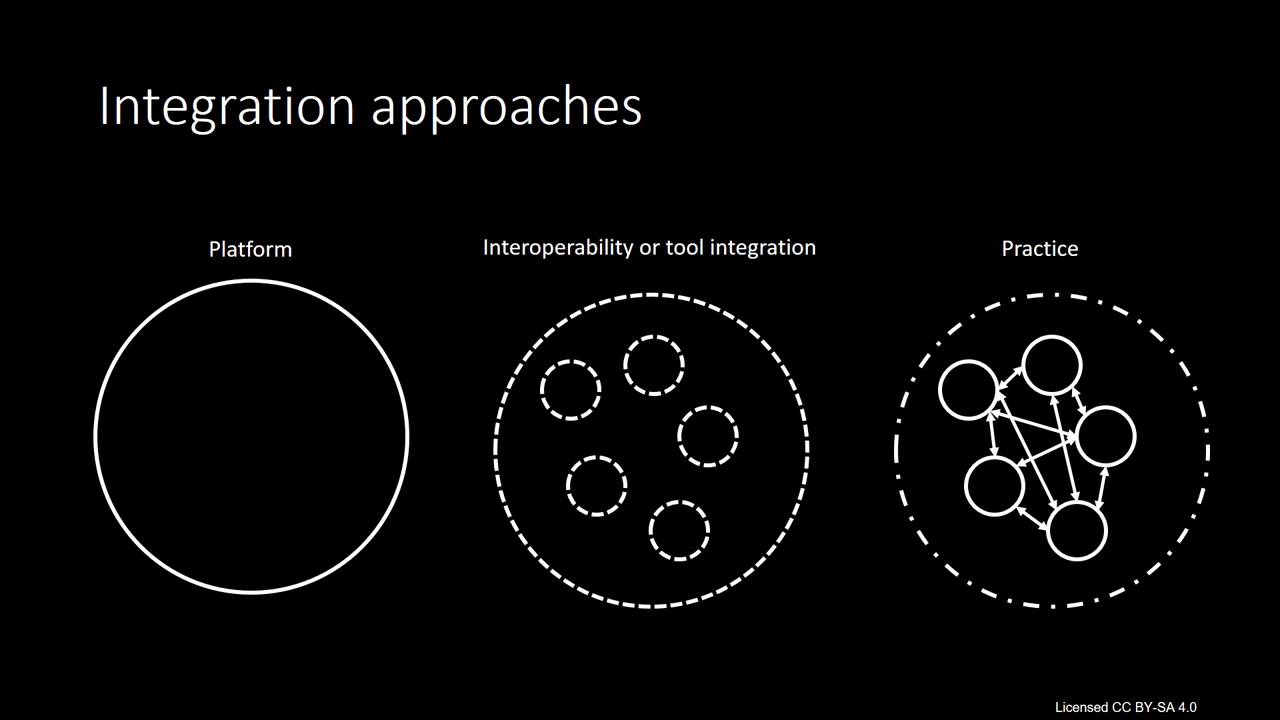 Integration approaches
Platform
Interoperability or tool integration
Practice
Licensed CC BY-SA 4.0